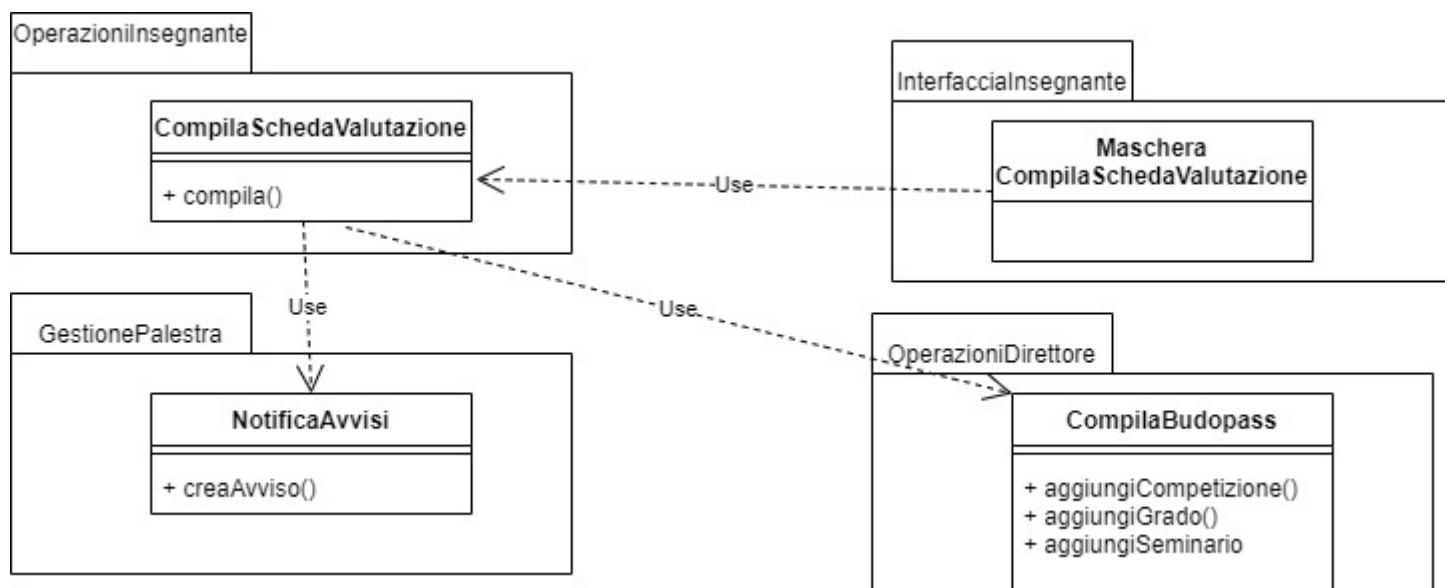 OperazioniInsegnante
CompilaSchedaValutazione
+ compila()
InterfacciaInsegnante
Maschera
CompilaSchedaValutazione
Use
Use
Use
GestionePalestra
NotificaAvvisi
+ creaAvviso()
OperazioniDirettore
CompilaBudopass
+ aggiungiCompetizione()
+ aggiungiGrado()
+ aggiungiSeminario